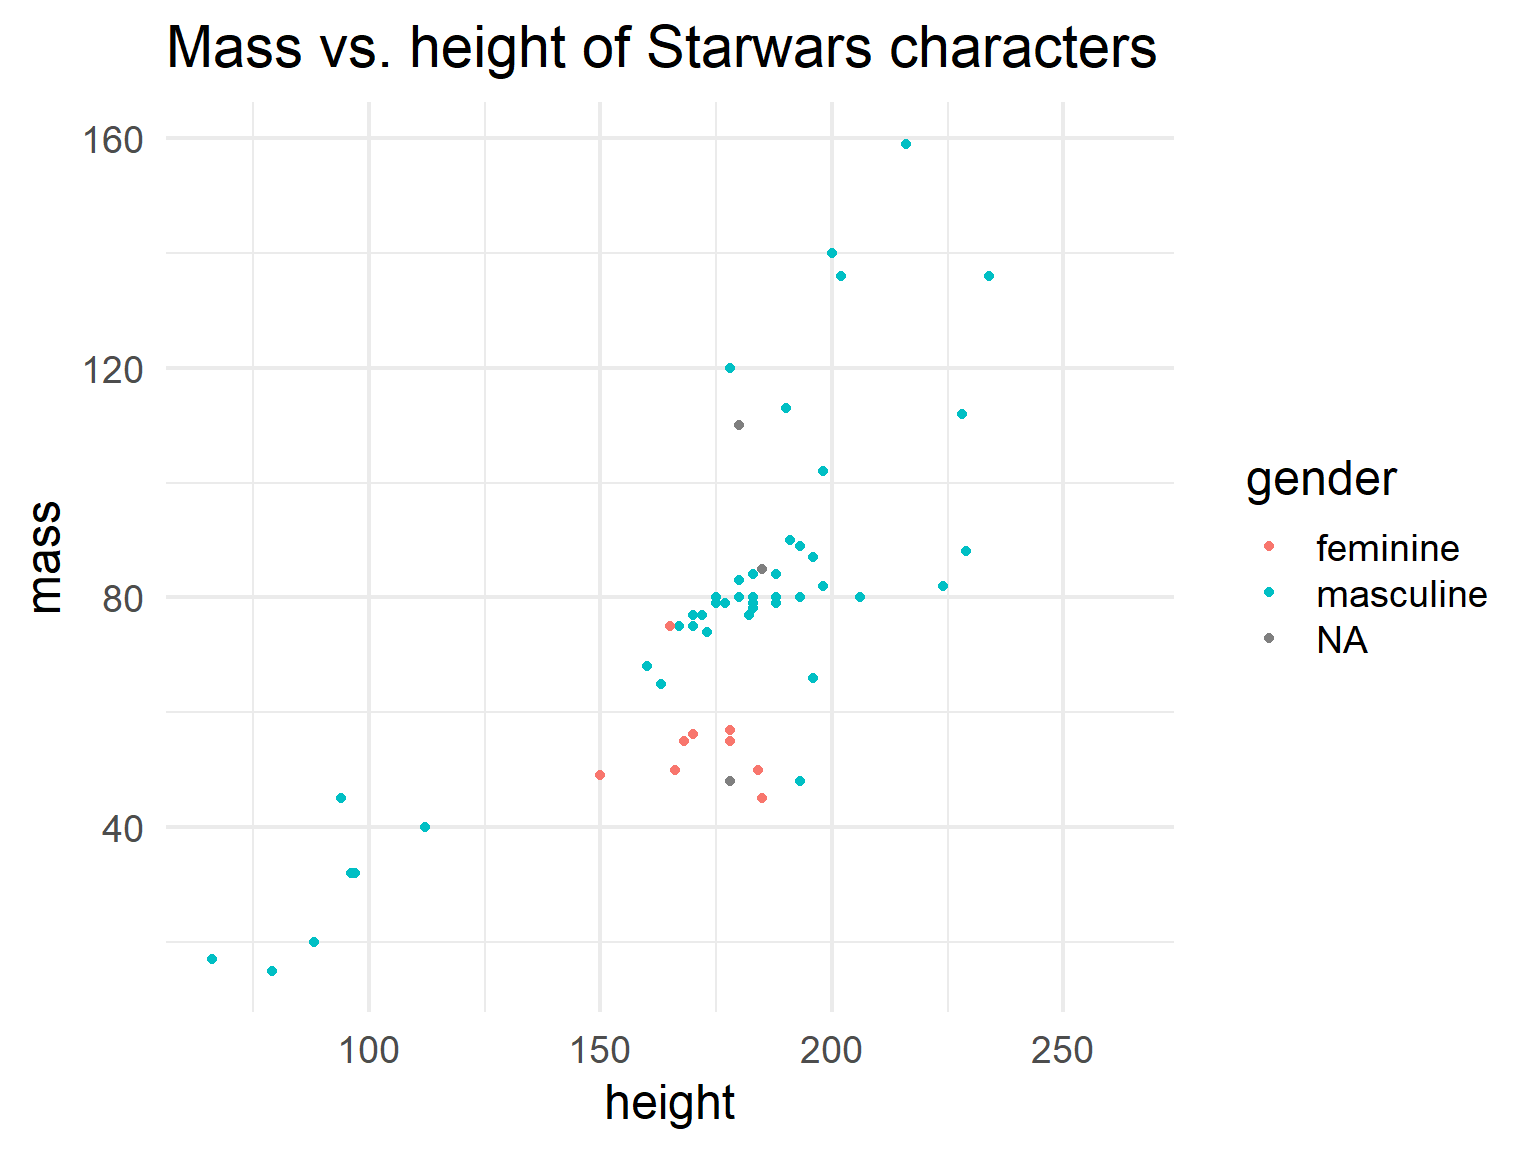 Mass vs. height of Starwars characters
160
120
80
40
mass
100 150 200 250
height
gender
feminine
masculine
NA